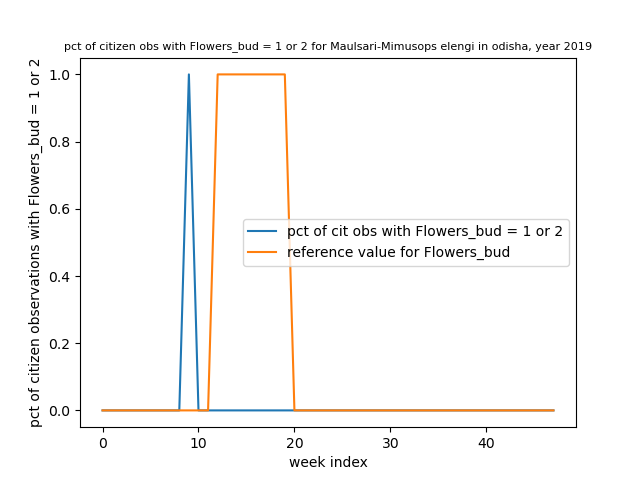 pct of citizen obs with Flowers_bud = 1 or 2 for Maulsari-Mimusops elengi in odisha, year 2019
pct of citizen observations with Flowers_bud = 1 or 2
1.0
0.8
0.6
0.4
0.2
0.0
pct of cit obs with Flowers_bud = 1 or 2
reference value for Flowers_bud
0 10 20 30 40
week index